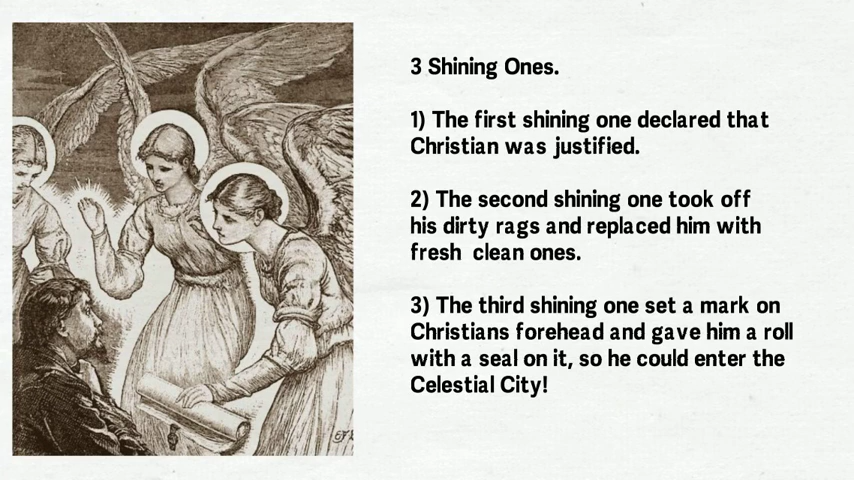 3 Shining Ones.
1) The first shining one declared that
Christian was justified.
2) The second shining one took off
his dirty rags and replaced him with
fresh  clean ones.
3) The third shining one set a mark on
Christians forehead and gave him a roll
with a seal on it, so he could enter the
Celestial City!